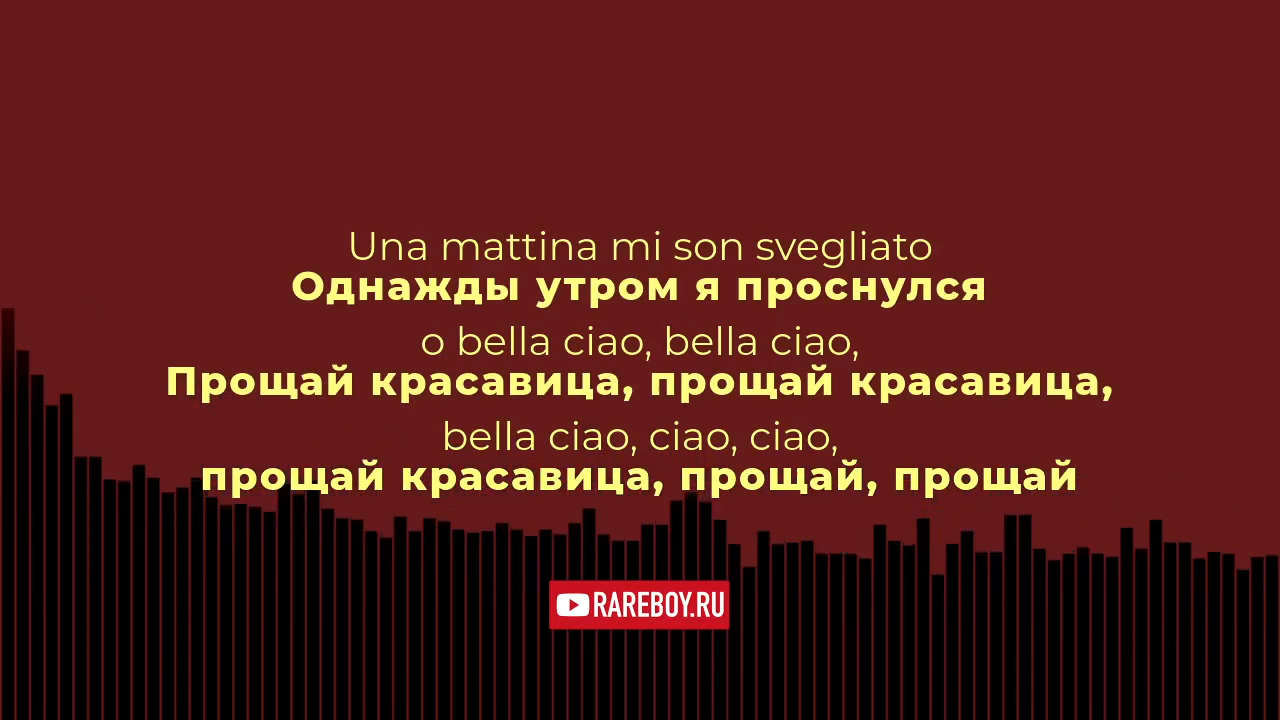 Una mattina mi son svegliato
Однажды утром я проснулся
o bella ciao, bella ciao,
Прощай красавица, прощай красавица,
bella ciao, ciao, ciao,
прощай красавица, прощай, прощай
RAREBOY.RU